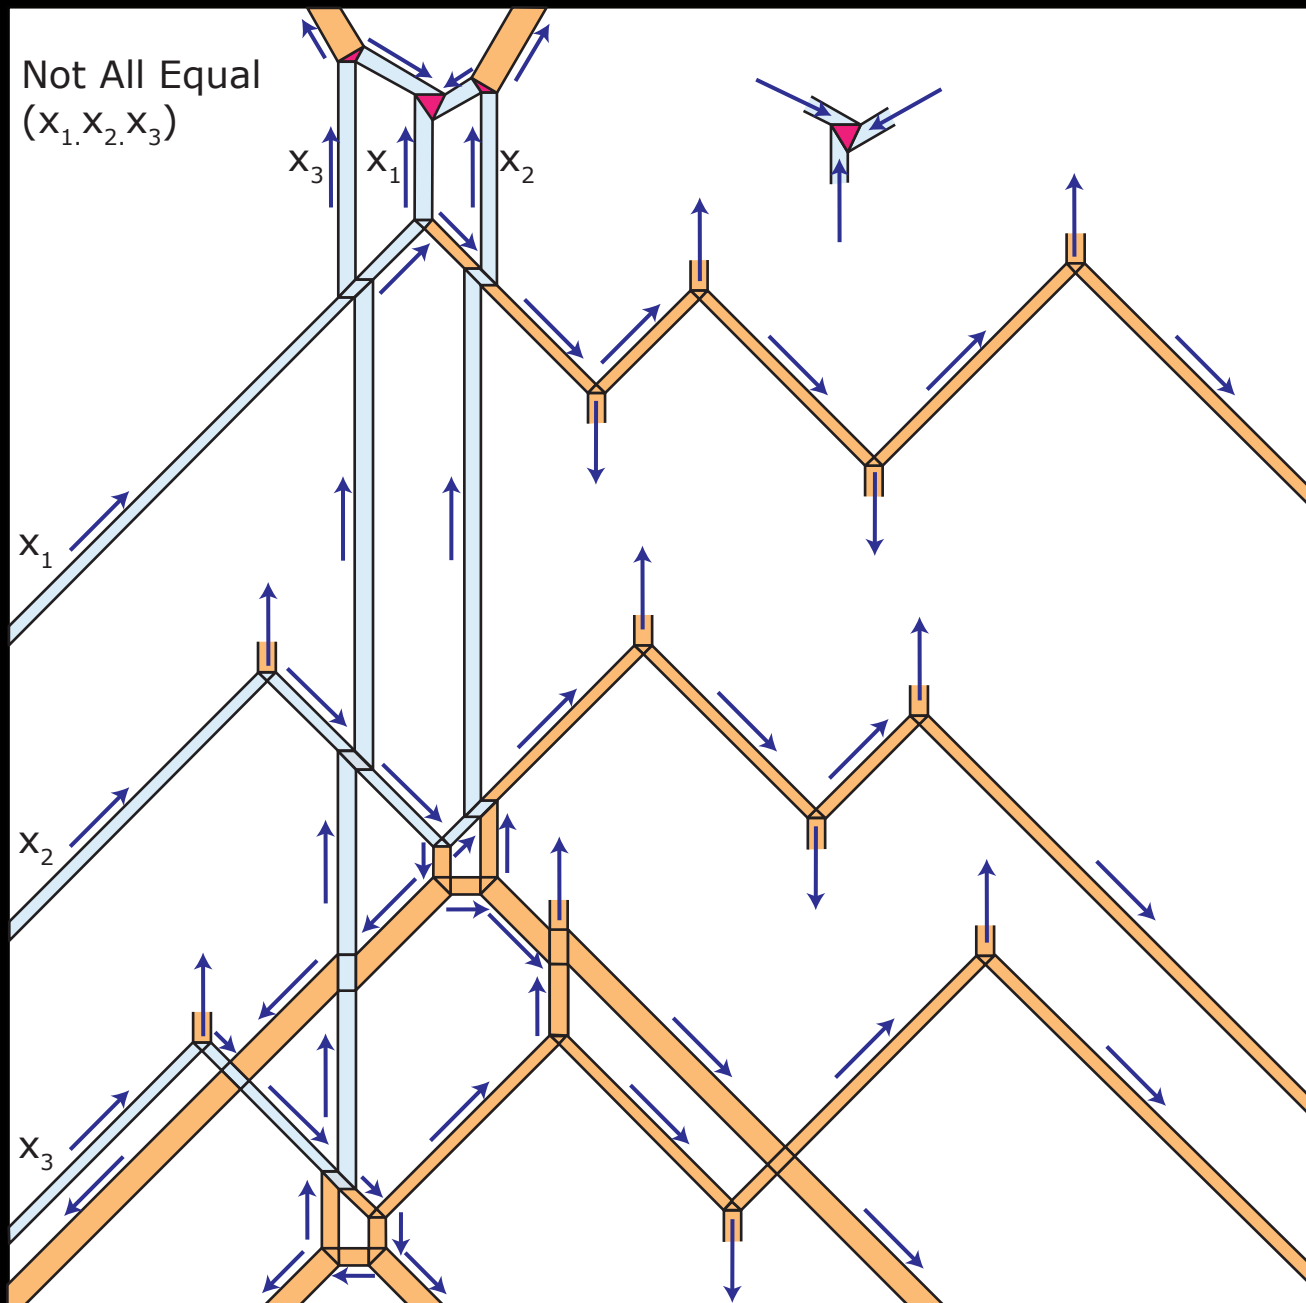 Not All Equal
(x₁.x₂.x₃)
x₃ x₁ x₂
x₁
x₂
x₃